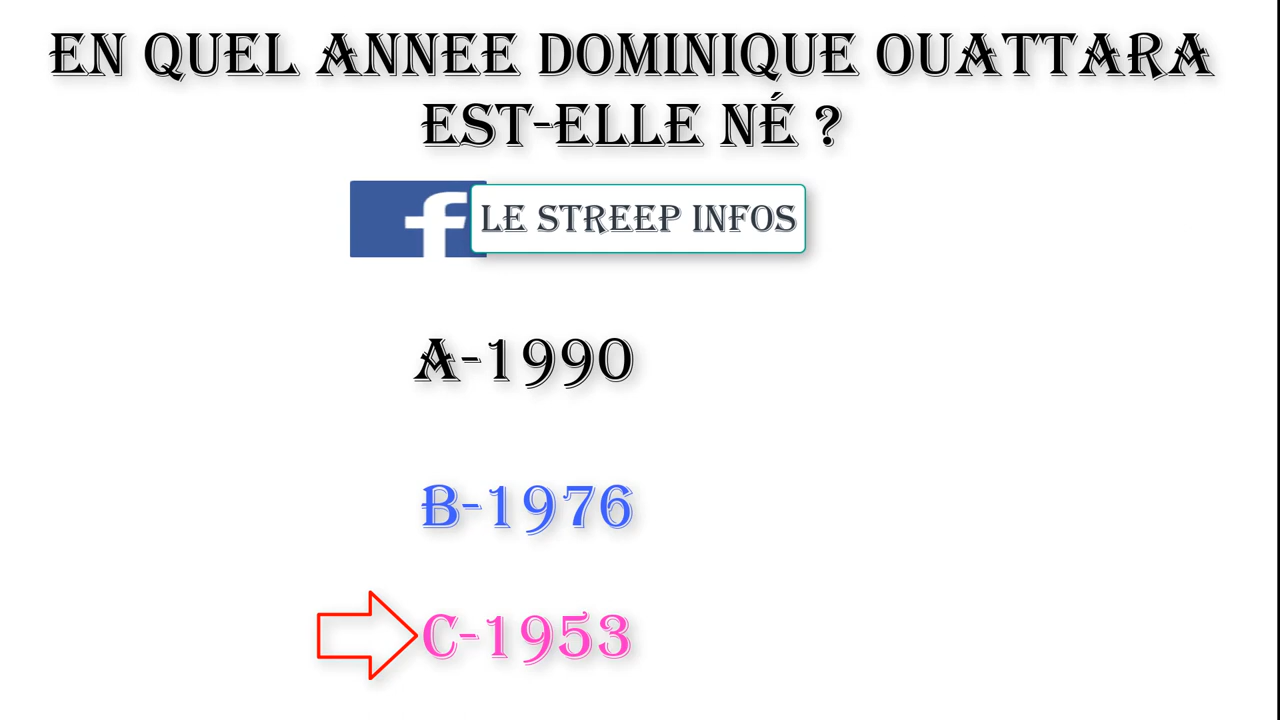 EN QUEL ANNEE DOMINIQUE OUATTARA
EST-ELLE NÉ ?
f LE STREEP INFOS
A-1990
B-1976
C-1953